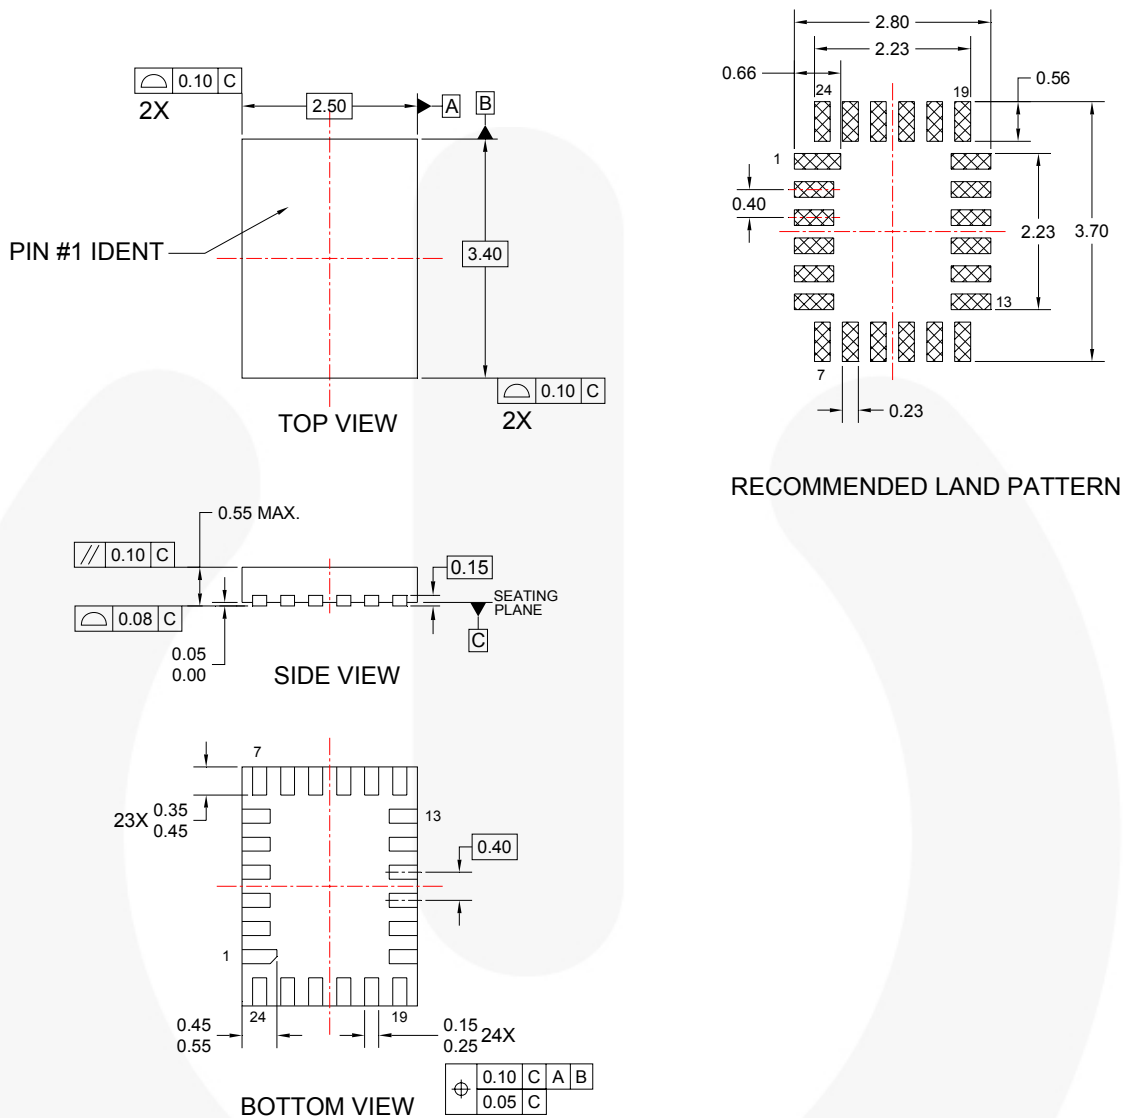 0.10 C
2X
2.50
A
B
PIN #1 IDENT
3.40
0.10 C
2X
TOP VIEW
2.80
2.23
0.66
0.56
24
19
1
0.40
2.23
3.70
13
7
0.23
RECOMMENDED LAND PATTERN
0.55 MAX.
// 0.10 C
0.15
SEATING
PLANE
0.08 C
C
0.05
0.00
SIDE VIEW
7
23X 0.35
0.45
13
0.40
1
24
19
0.45
0.55
0.15
0.25 24X
0.10 C A B
0.05 C
BOTTOM VIEW